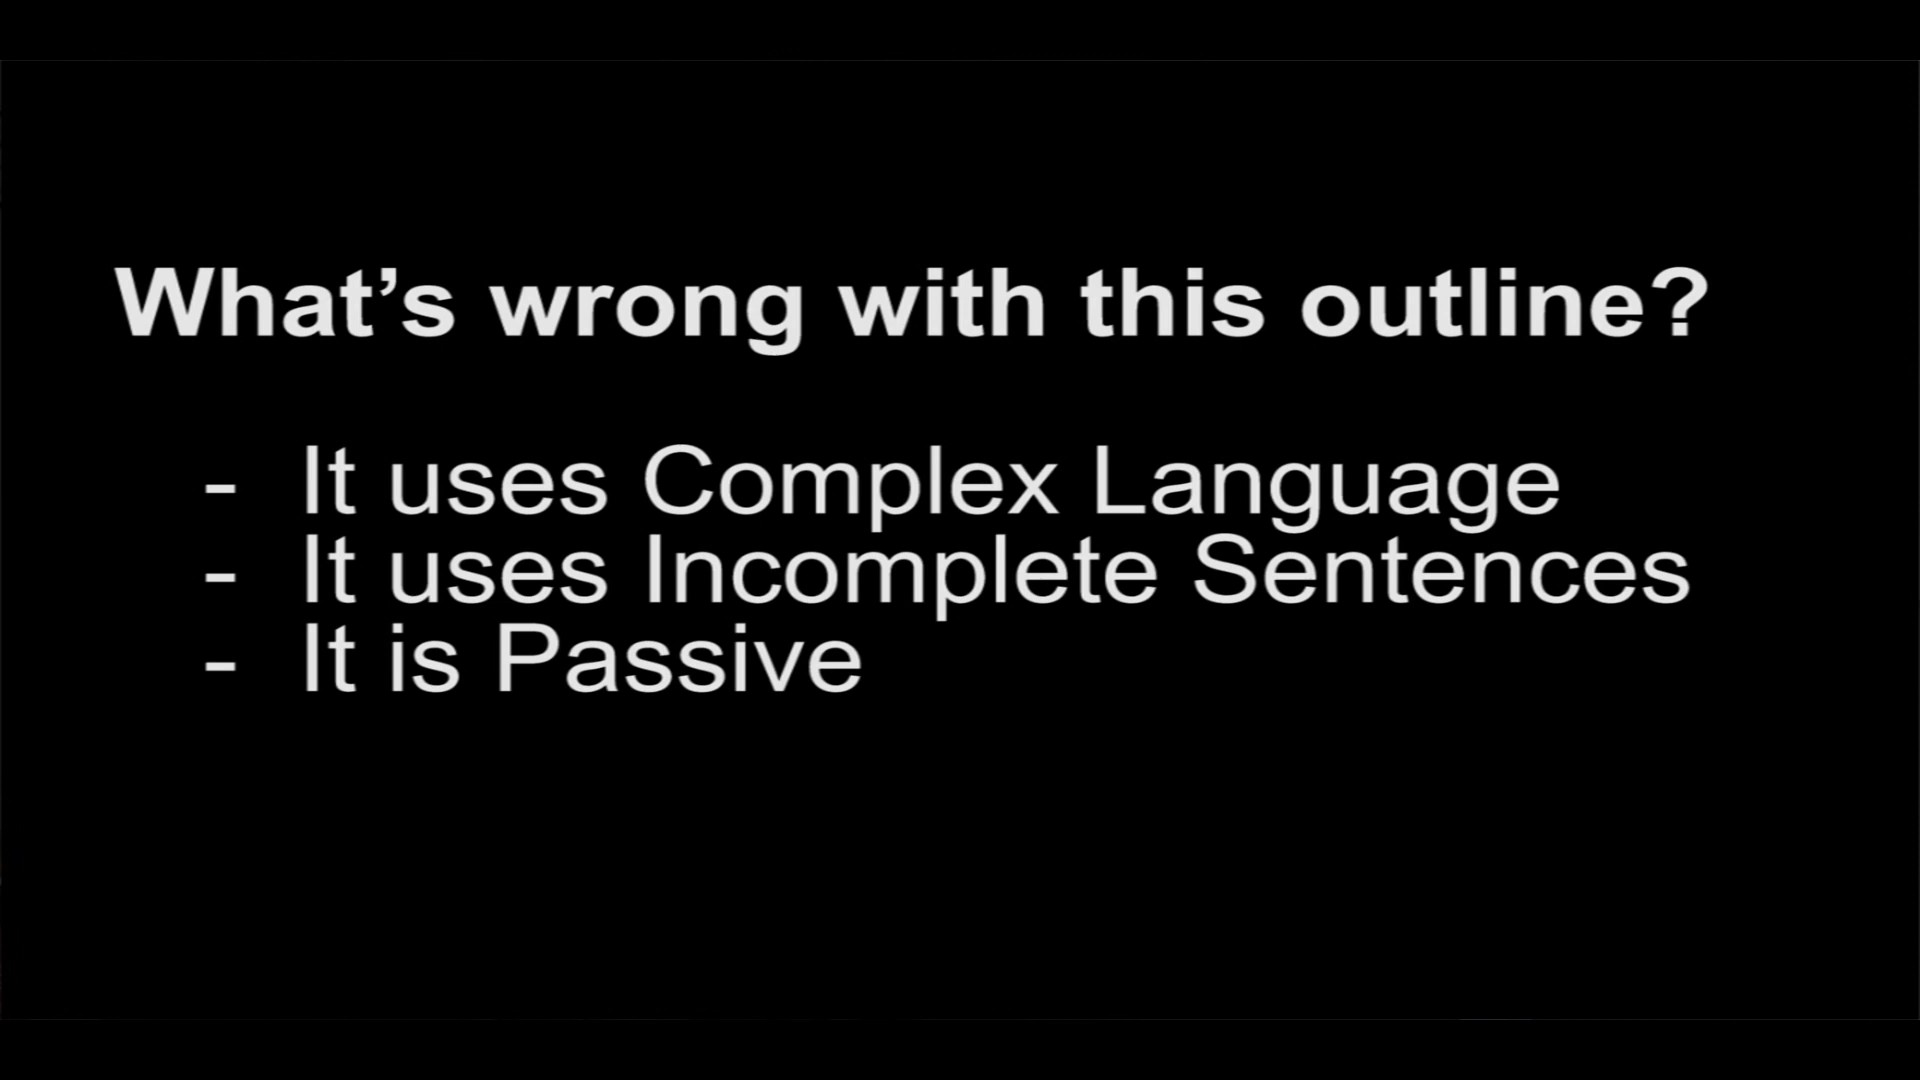 What’s wrong with this outline?
- It uses Complex Language
- It uses Incomplete Sentences
- It is Passive